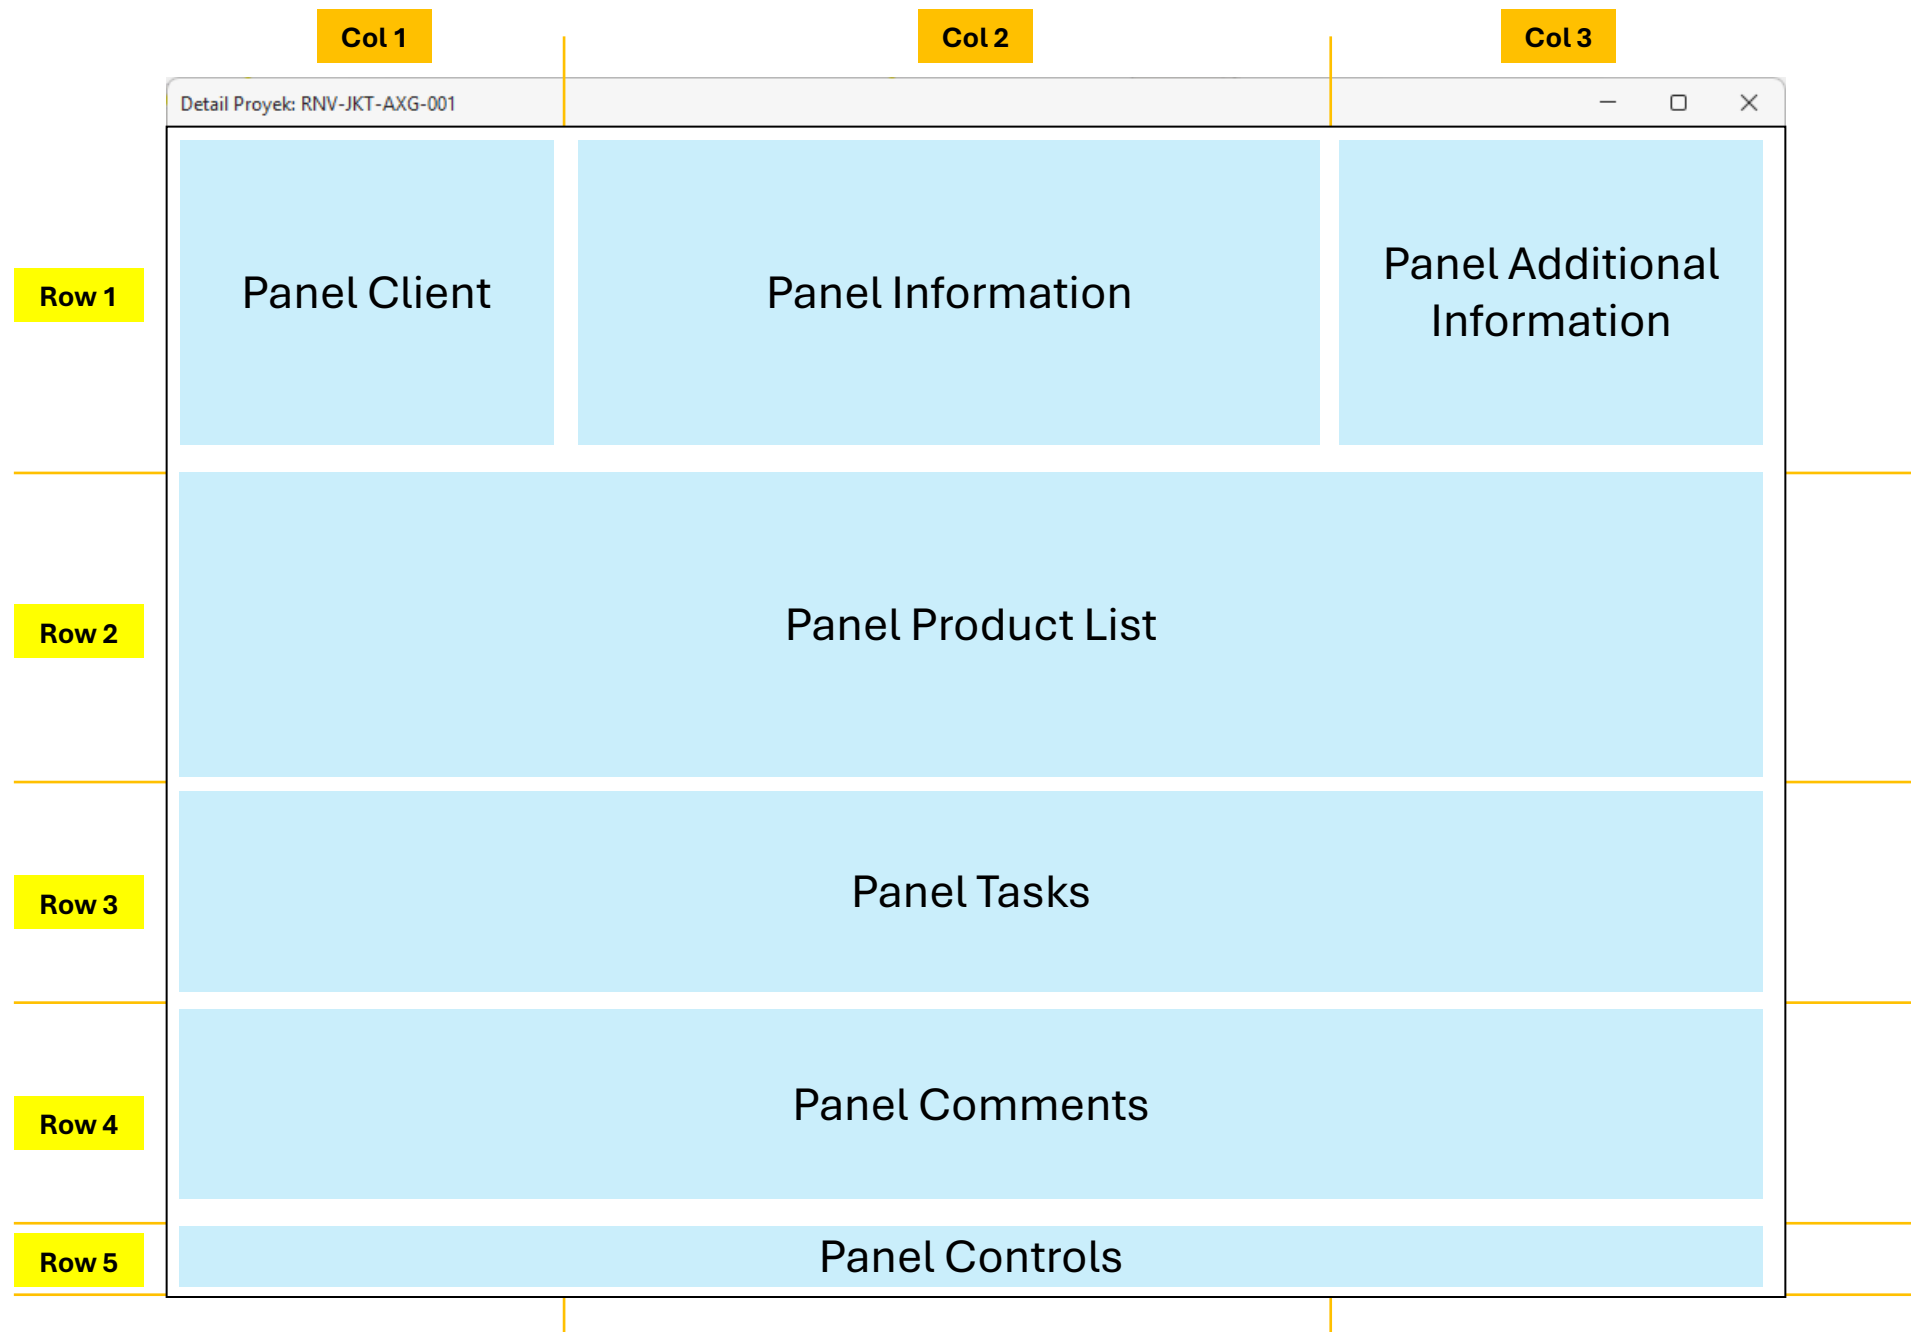 Col 1
Col 2
Col 3
Detail Proyek: RNV-JKT-AXG-001
Row 1
Panel Client
Panel Information
Panel Additional
Information
Row 2
Panel Product List
Row 3
Panel Tasks
Row 4
Panel Comments
Row 5
Panel Controls